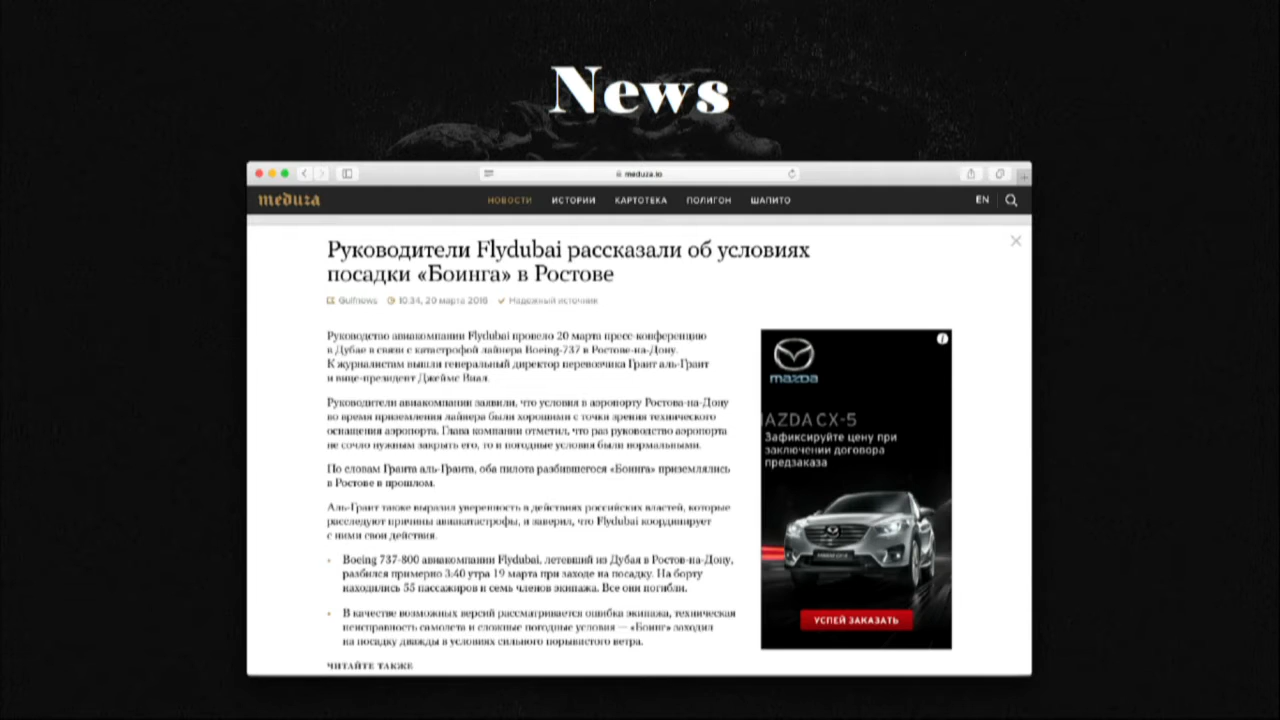 News
meduza.io
meduza
НОВОСТИ ИСТОРИИ КАРТОТЕКА ПОЛИГОН ШАПИТО
EN
Руководители Flydubai рассказали об условиях
посадки «Боинга» в Ростове
Gulfnews 10:34, 20 марта 2016 Надежный источник
Руководство авиакомпании Flydubai провело 20 марта пресс-конференцию
в Дубае в связи с катастрофой лайнера Boeing-737 в Ростове-на-Дону.
К журналистам вышли генеральный директор перевозчика Грант аль-Грант
и вице-президент Джеймс Виал.
Руководители авиакомпании заявили, что условия в аэропорту Ростова-на-Дону
во время приземления лайнера были хорошими с точки зрения технического
оснащения аэропорта. Глава компании отметил, что раз руководство аэропорта
не сочло нужным закрыть его, то и погодные условия были нормальными.
По словам Гранта аль-Гранта, оба пилота разбившегося «Боинга» приземлялись
в Ростове в прошлом.
Аль-Грант также выразил уверенность в действиях российских властей, которые
расследуют причины авиакатастрофы, и заверил, что Flydubai координирует
с ними свои действия.
Boeing 737-800 авиакомпании Flydubai, летевший из Дубая в Ростов-на-Дону,
разбился примерно 3:40 утра 19 марта при заходе на посадку. На борту
находились 55 пассажиров и семь членов экипажа. Все они погибли.
В качестве возможных версий рассматривается ошибка экипажа, техническая
неисправность самолета и сложные погодные условия — «Боинг» заходил
на посадку дважды в условиях сильного порывистого ветра.
ЧИТАЙТЕ ТАКЖЕ
mazda
MAZDA CX-5
Зафиксируйте цену при
заключении договора
предзаказа
УСПЕЙ ЗАКАЗАТЬ